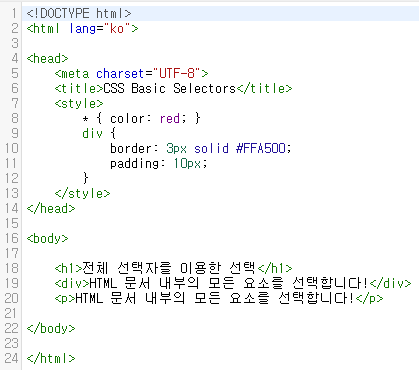 1 <!DOCTYPE html>
2 <html lang="ko">
3
4 <head>
5     <meta charset="UTF-8">
6     <title>CSS Basic Selectors</title>
7     <style>
8         * { color: red; }
9         div {
10             border: 3px solid #FFA500;
11             padding: 10px;
12         }
13     </style>
14 </head>
15
16 <body>
17
18     <h1>전체 선택자를 이용한 선택</h1>
19     <div>HTML 문서 내부의 모든 요소를 선택합니다!</div>
20     <p>HTML 문서 내부의 모든 요소를 선택합니다!</p>
21
22 </body>
23
24 </html>